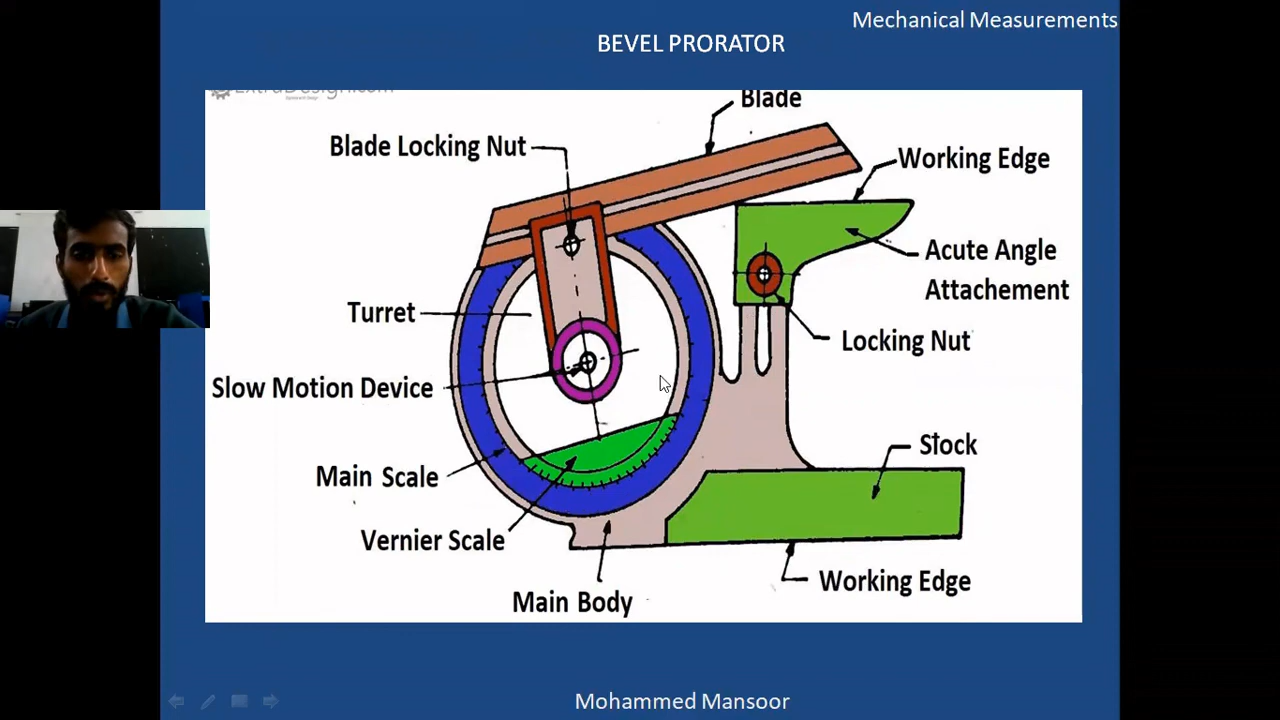 Mechanical Measurements
BEVEL PRORATOR
Blade
Blade Locking Nut
Working Edge
Acute Angle
Attachement
Turret
Locking Nut
Slow Motion Device
Stock
Main Scale
Vernier Scale
Working Edge
Main Body
Mohammed Mansoor